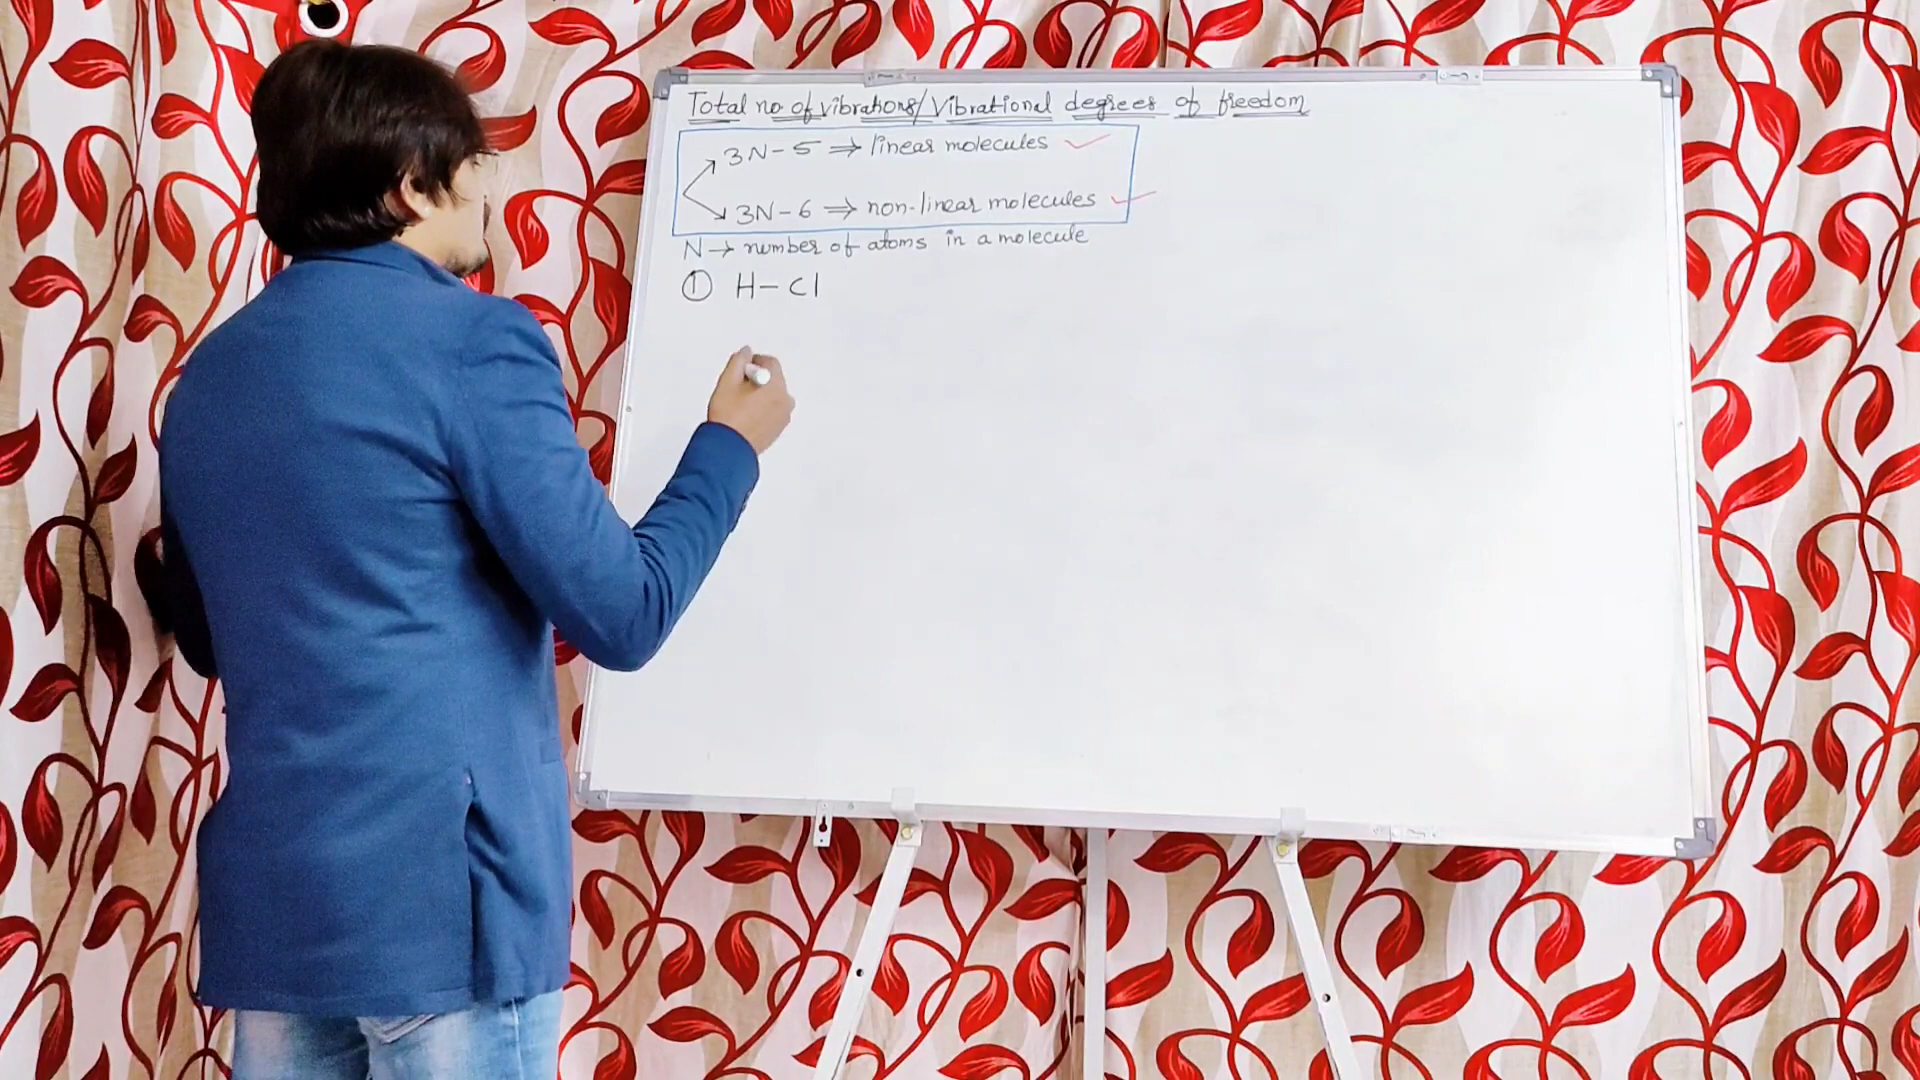 Total no of vibrations/Vibrational degrees of freedom
3N-5 ⇒ linear molecules ✓
3N-6 ⇒ non-linear molecules ✓
N → number of atoms in a molecule
① H-Cl